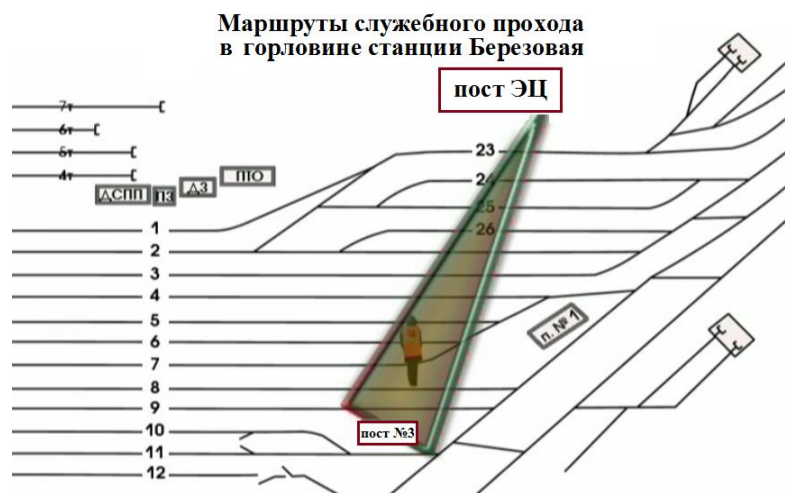 Маршруты служебного прохода
в горловине станции Березовая
пост ЭЦ
7т
6т
5т
4т
ДСПП
ПЗ
ДЗ
ПТО
23
24
25
26
1
2
3
4
5
6
7
8
9
10
11
12
п. № 1
пост №3